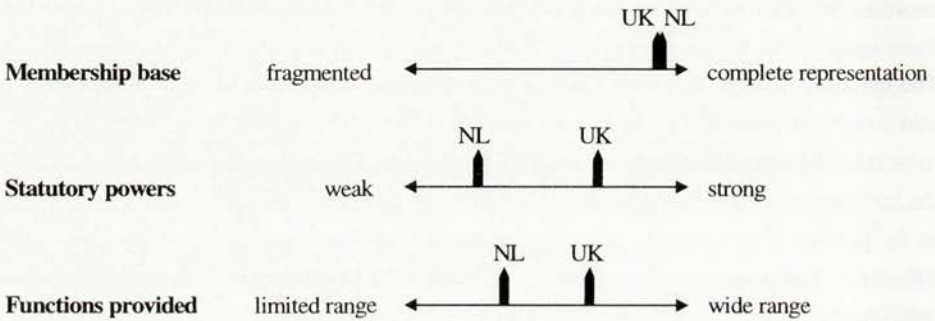 UK NL
Membership base fragmented complete representation
NL UK
Statutory powers weak strong
NL UK
Functions provided limited range wide range